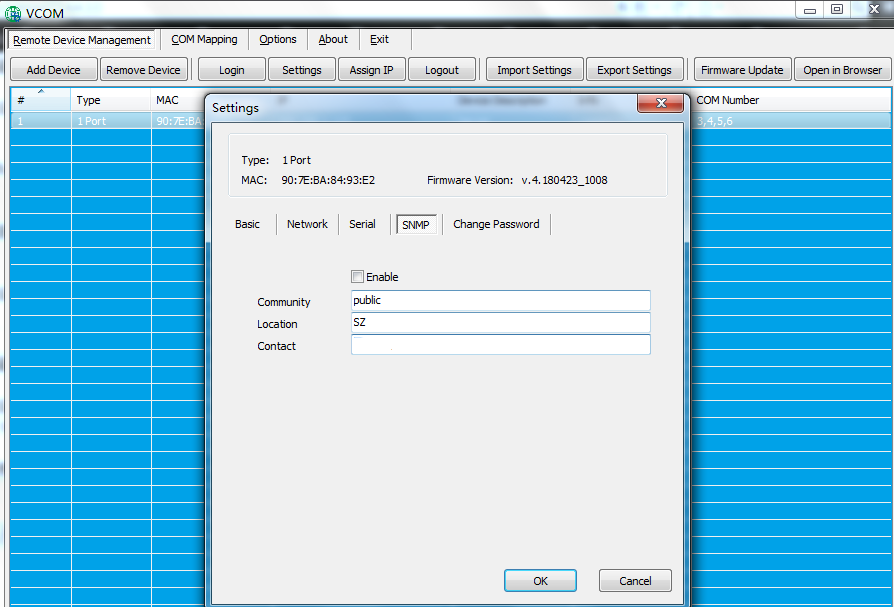 VCOM
Remote Device Management COM Mapping Options About Exit
Add Device Remove Device Login Settings Assign IP Logout Import Settings Export Settings Firmware Update Open in Browser
# Type MAC COM Number
1 1 Port 90:7E:BA 3,4,5,6
Settings
Type: 1 Port
MAC: 90:7E:BA:84:93:E2 Firmware Version: v.4.180423_1008
Basic Network Serial SNMP Change Password
Enable
Community public
Location SZ
Contact
OK Cancel